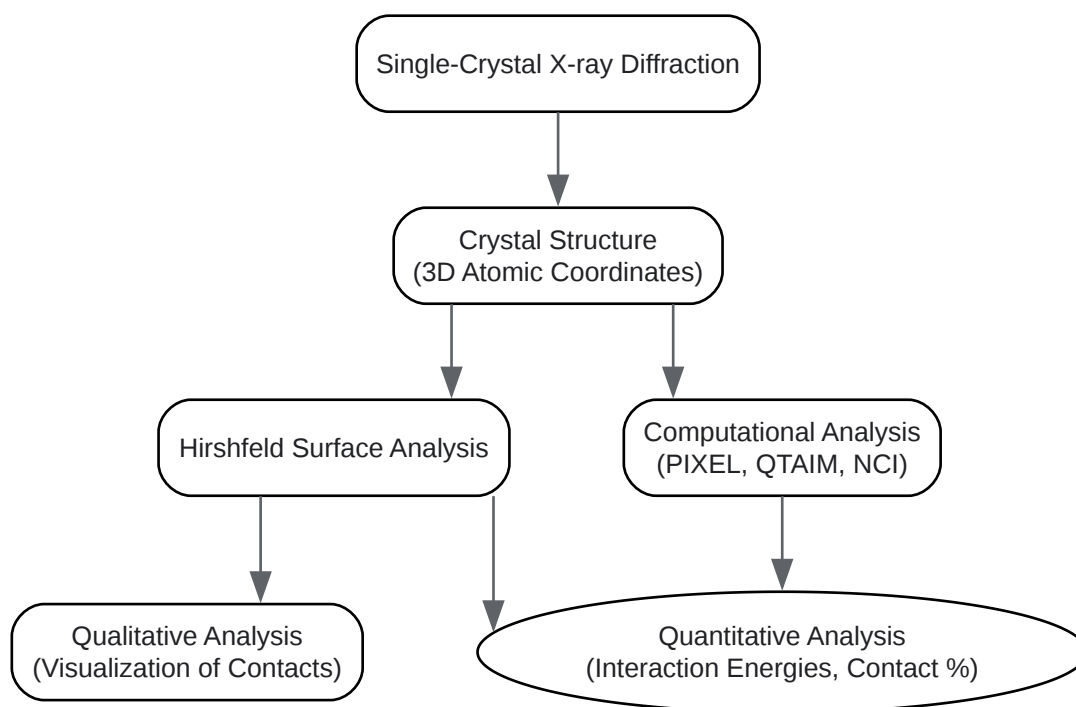 Single-Crystal X-ray Diffraction
Crystal Structure
(3D Atomic Coordinates)
Hirshfeld Surface Analysis
Computational Analysis
(PIXEL, QTAIM, NCI)
Qualitative Analysis
(Visualization of Contacts)
Quantitative Analysis
(Interaction Energies, Contact %)